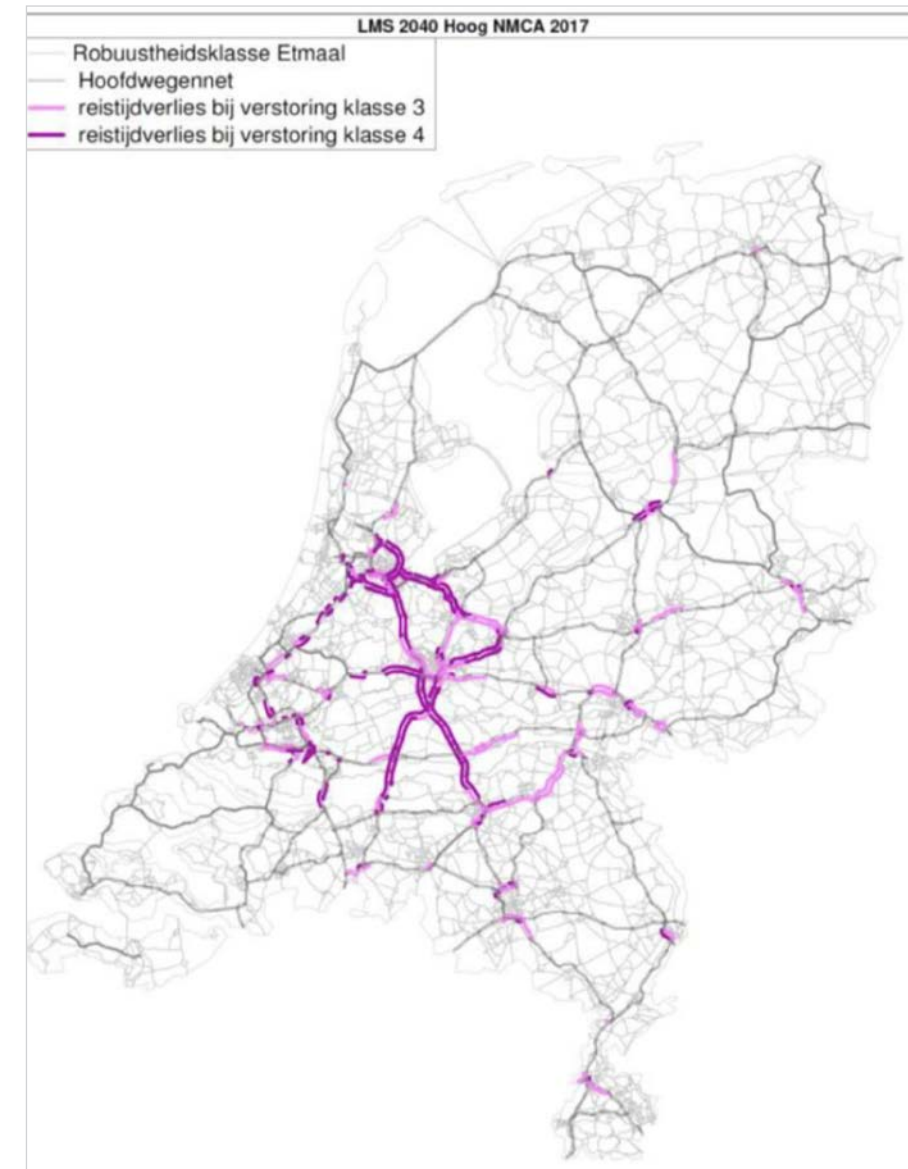 LMS 2040 Hoog NMCA 2017
Robuustheidsklasse Etmaal
Hoofdwegennet
reistijdverlies bij verstoring klasse 3
reistijdverlies bij verstoring klasse 4